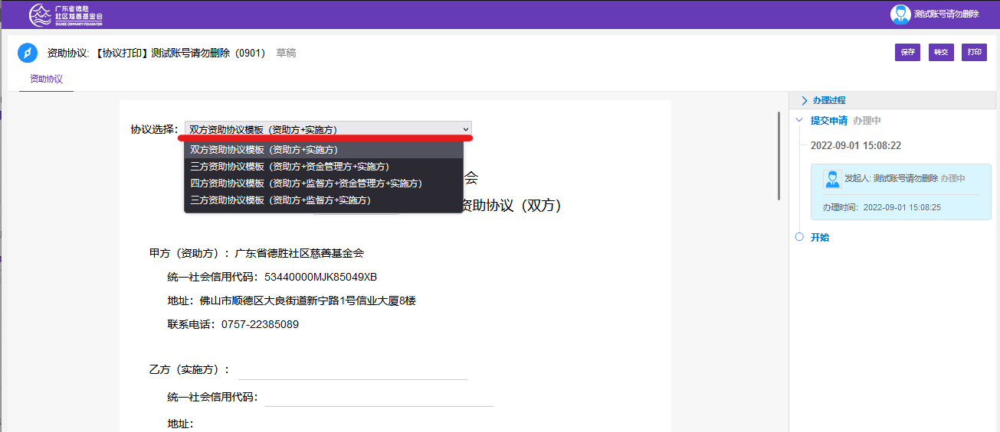 广东省德胜
社区慈善基金会
SHUNDE COMMUNITY FOUNDATION
测试账号请勿删除
资助协议: 【协议打印】测试账号请勿删除（0901） 草稿
保存 转交 打印
资助协议
协议选择: 双方资助协议模板（资助方+实施方）
双方资助协议模板（资助方+实施方）
三方资助协议模板（资助方+资金管理方+实施方）
四方资助协议模板（资助方+监督方+资金管理方+实施方）
三方资助协议模板（资助方+监督方+实施方）
会
资助协议（双方）
甲方（资助方）：广东省德胜社区慈善基金会
统一社会信用代码：53440000MJK85049XB
地址：佛山市顺德区大良街道新宁路1号信业大厦8楼
联系电话：0757-22385089
乙方（实施方）：
统一社会信用代码：
地址：
办理过程
提交申请 办理中
2022-09-01 15:08:22
发起人: 测试账号请勿删除 办理中
办理时间：2022-09-01 15:08:25
开始